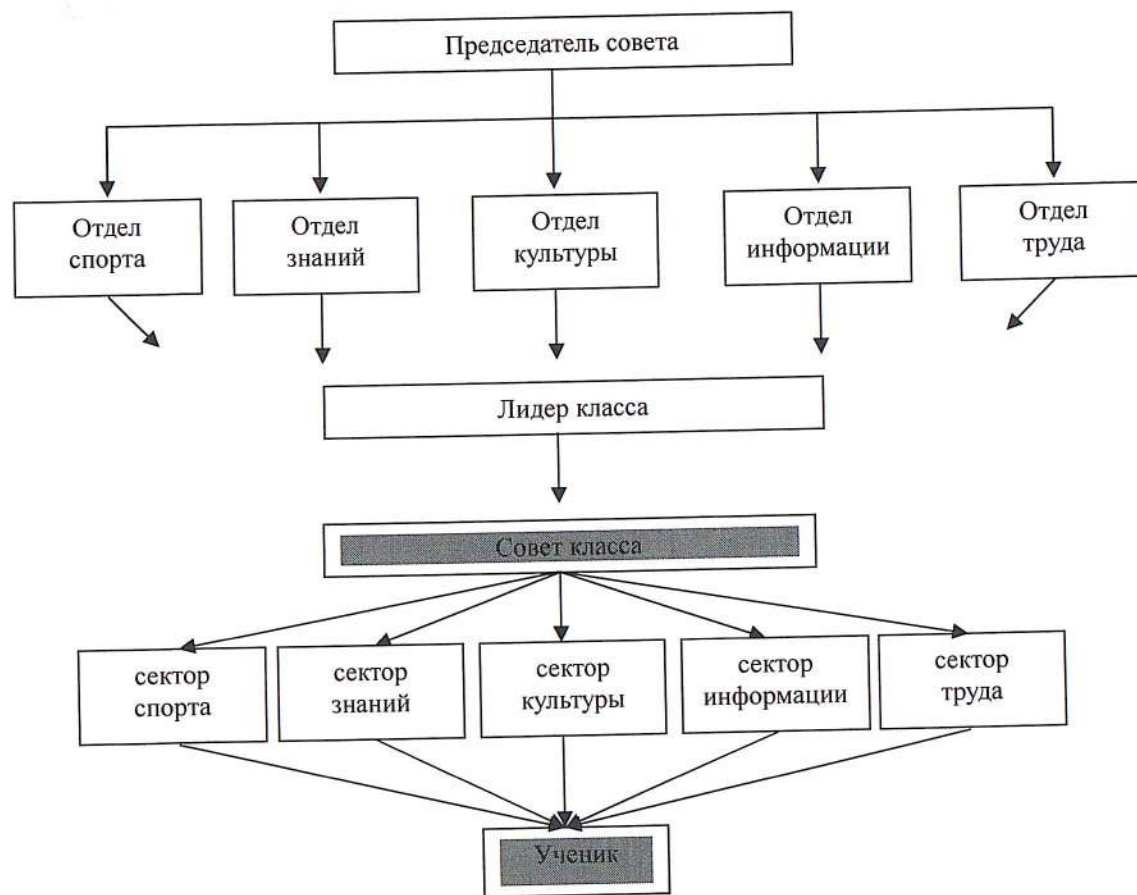 Председатель совета
Отдел
спорта
Отдел
знаний
Отдел
культуры
Отдел
информации
Отдел
труда
Лидер класса
Совет класса
сектор
спорта
сектор
знаний
сектор
культуры
сектор
информации
сектор
труда
Ученик